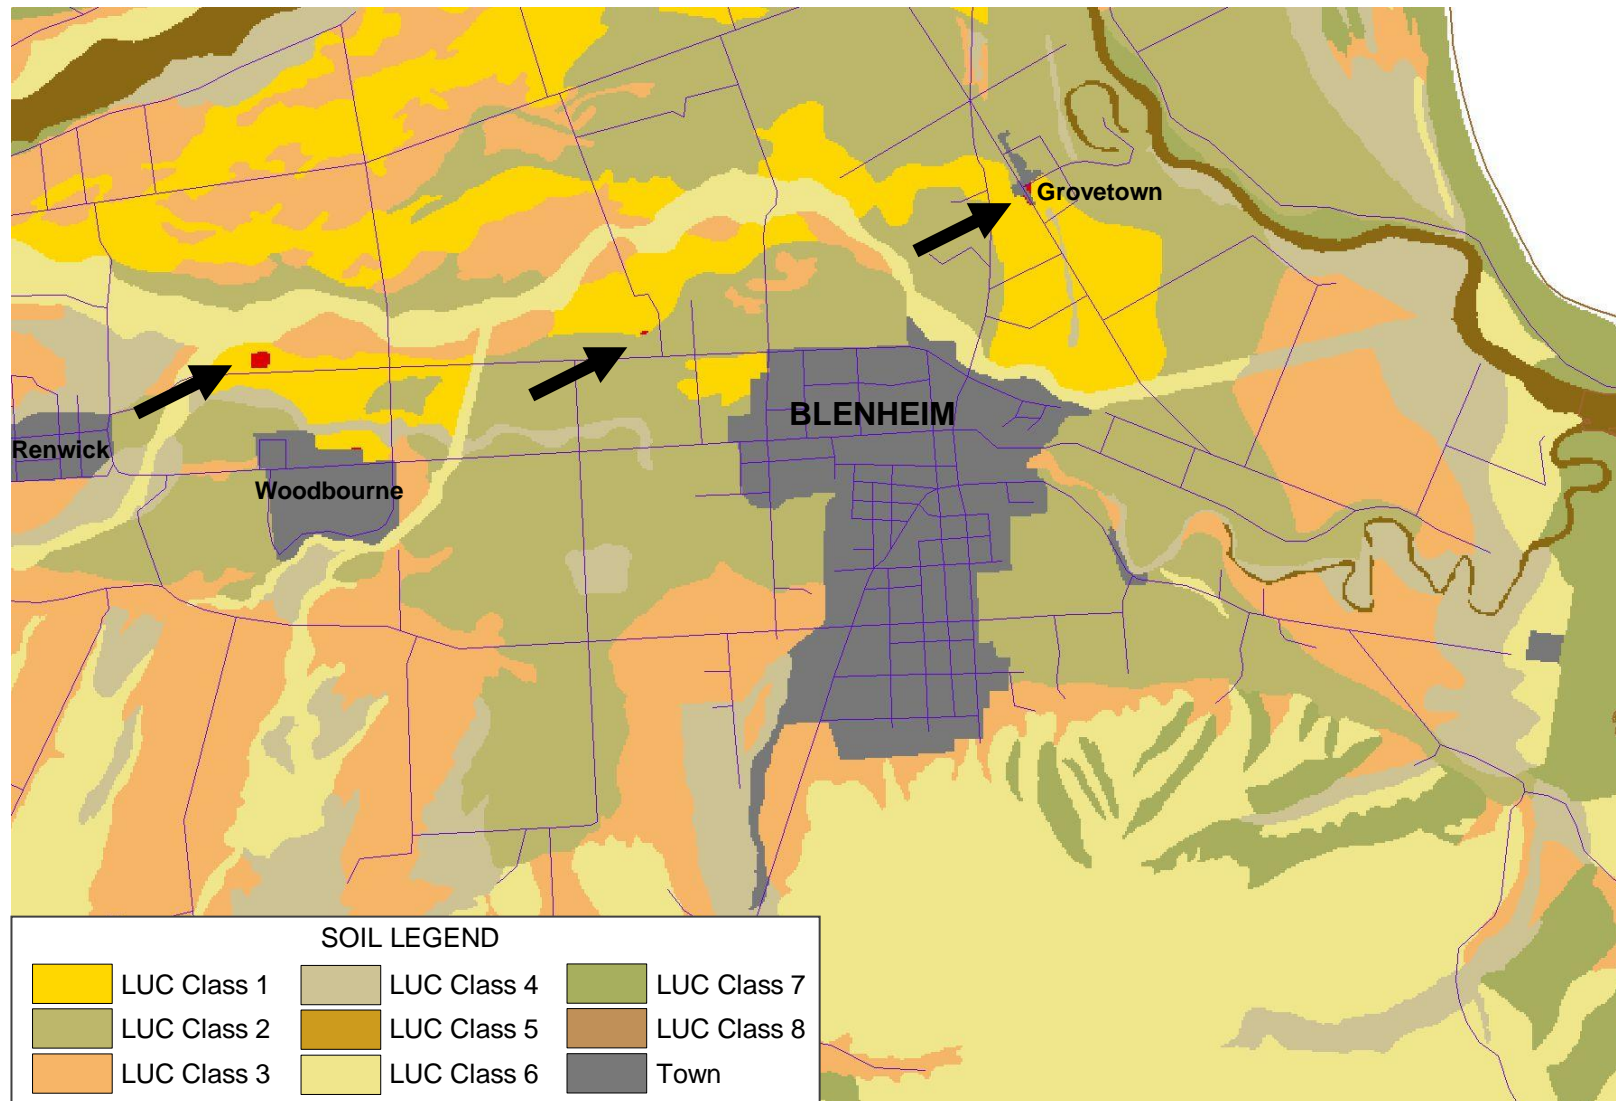 Grovetown
BLENHEIM
Renwick
Woodbourne
SOIL LEGEND
LUC Class 1
LUC Class 4
LUC Class 7
LUC Class 2
LUC Class 5
LUC Class 8
LUC Class 3
LUC Class 6
Town